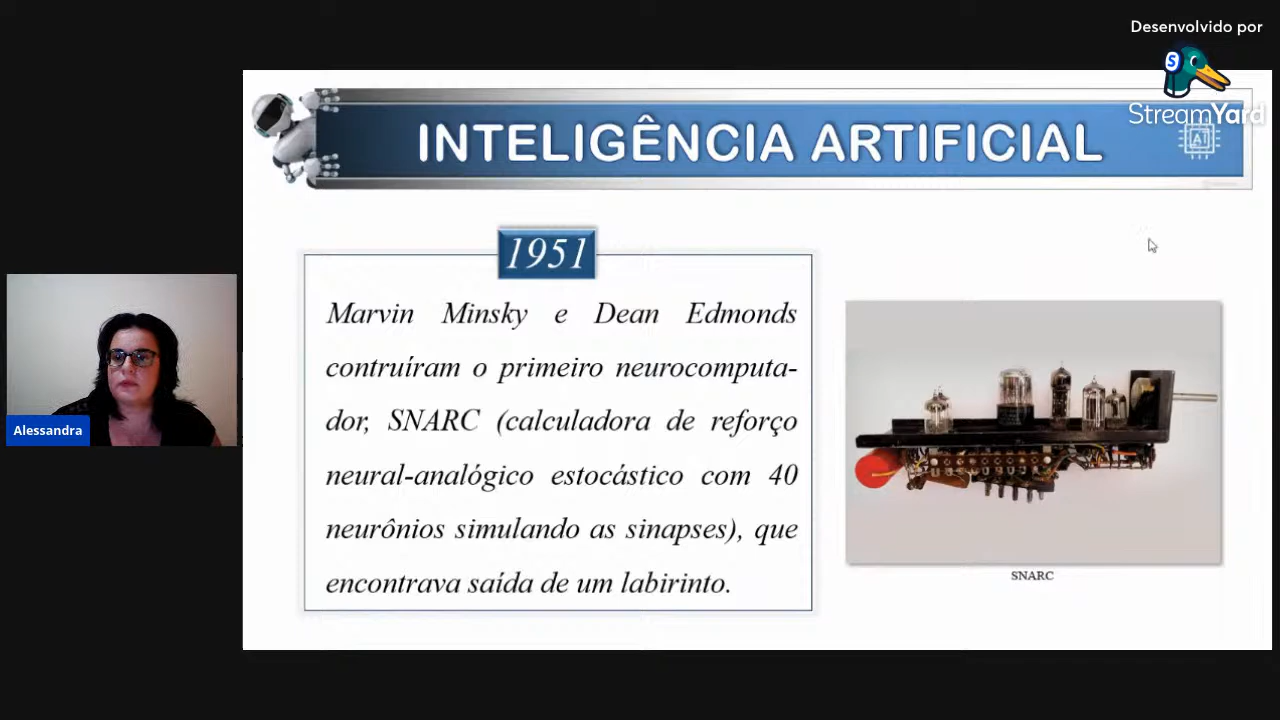 Desenvolvido por
S
StreamYard
INTELIGÊNCIA ARTIFICIAL
AI
1951
Marvin Minsky e Dean Edmonds
contruíram o primeiro neurocomputa-
dor, SNARC (calculadora de reforço
neural-analógico estocástico com 40
neurônios simulando as sinapses), que
encontrava saída de um labirinto.
SNARC
Alessandra